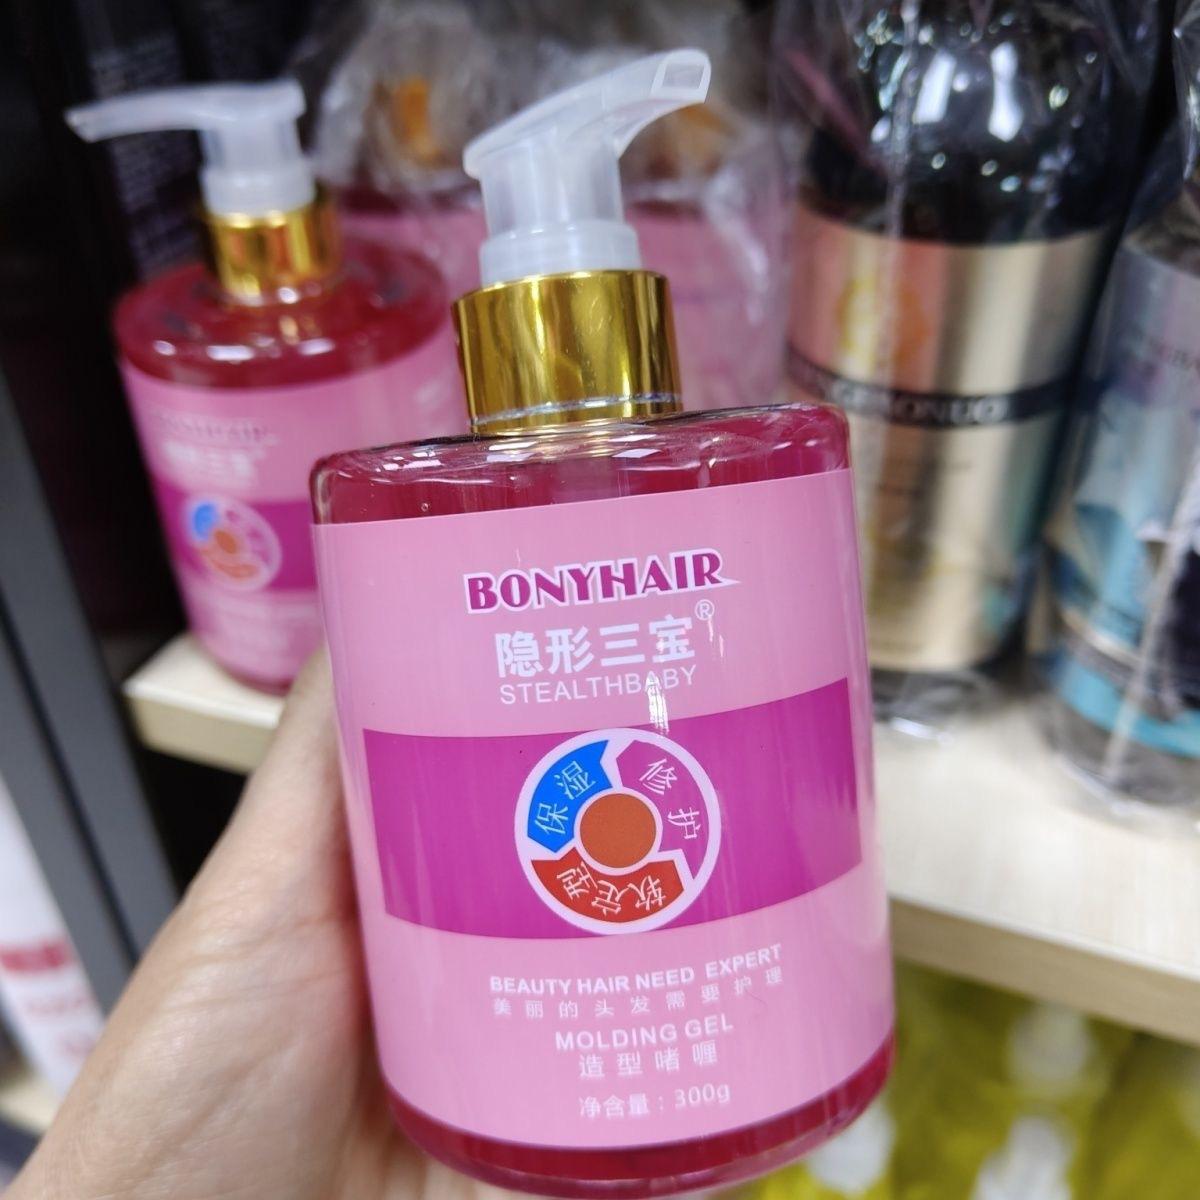 BONYHAIR
隐形三宝®
STEALTHBABY
保湿
修护
软定型
BEAUTY HAIR NEED EXPERT
美丽的头发需要护理
MOLDING GEL
造型啫喱
净含量:300g